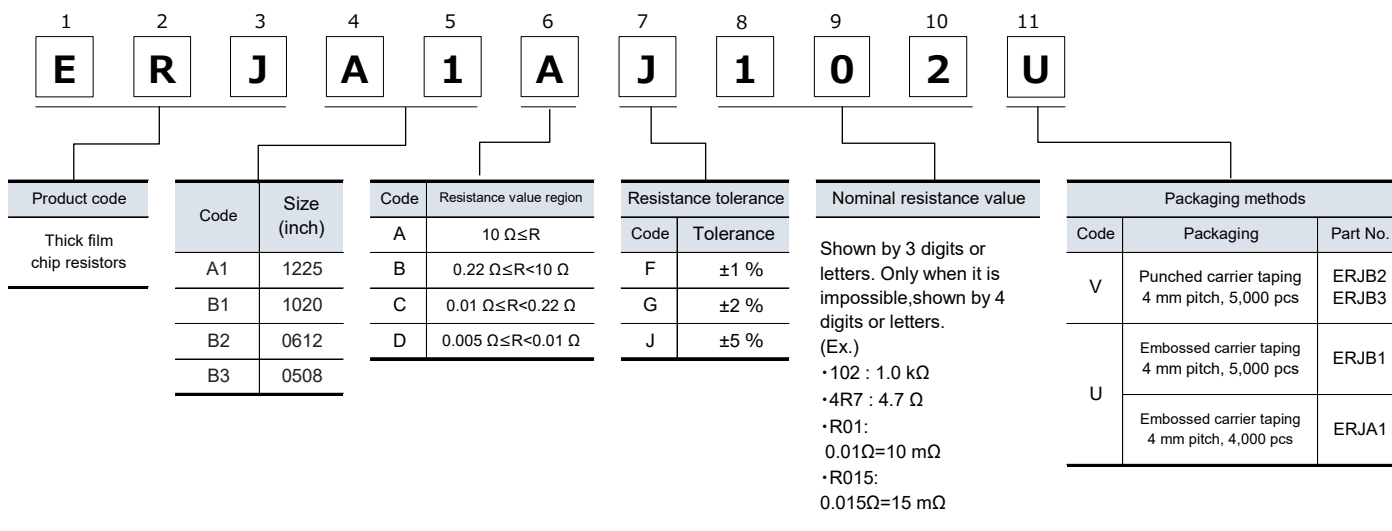 1 2 3 4 5 6 7 8 9 10 11
E R J A 1 A J 1 0 2 U
Product code
Thick film
chip resistors
Code Size
(inch)
A1 1225
B1 1020
B2 0612
B3 0508
Code Resistance value region
A 10 Ω≤R
B 0.22 Ω≤R<10 Ω
C 0.01 Ω≤R<0.22 Ω
D 0.005 Ω≤R<0.01 Ω
Resistance tolerance
Code Tolerance
F ±1 %
G ±2 %
J ±5 %
Nominal resistance value
Shown by 3 digits or
letters. Only when it is
impossible,shown by 4
digits or letters.
(Ex.)
・102 : 1.0 kΩ
・4R7 : 4.7 Ω
・R01:
0.01Ω=10 mΩ
・R015:
0.015Ω=15 mΩ
Packaging methods
Code Packaging Part No.
V Punched carrier taping
4 mm pitch, 5,000 pcs
ERJB2
ERJB3
U Embossed carrier taping
4 mm pitch, 5,000 pcs
ERJB1
Embossed carrier taping
4 mm pitch, 4,000 pcs
ERJA1